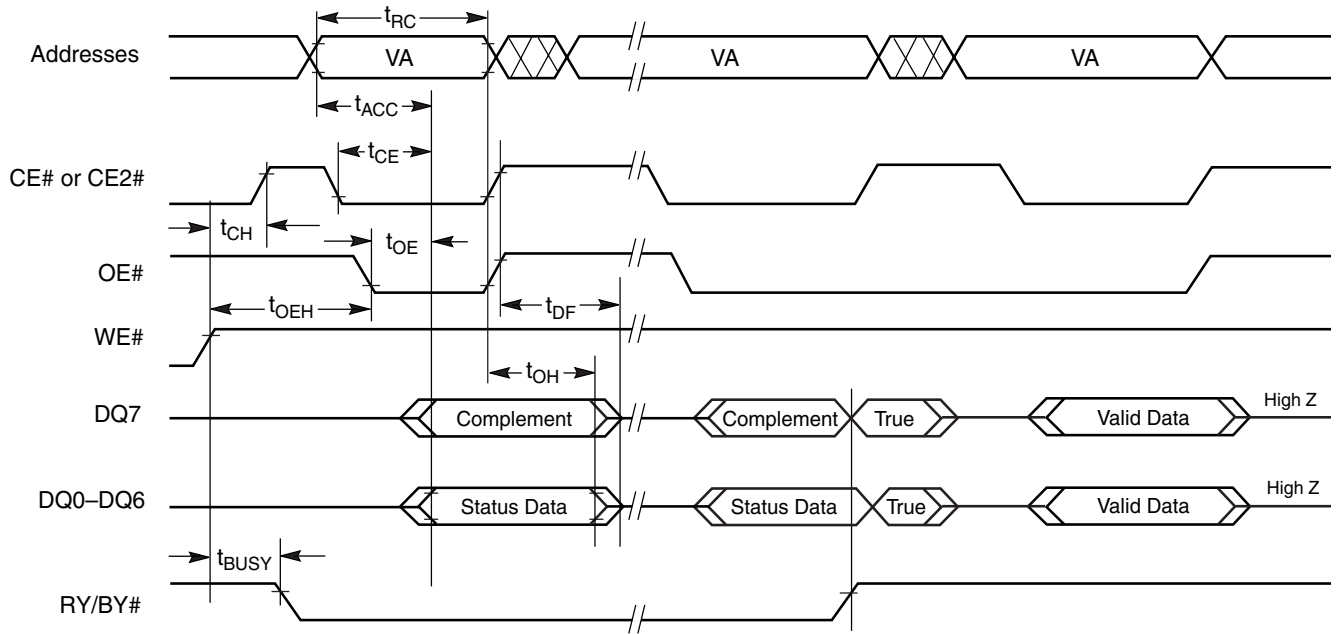 tRC
Addresses VA VA VA
tACC
tCE
CE# or CE2#
tCH
tOE
OE#
tOEH tDF
WE#
tOH
DQ7 Complement Complement True Valid Data High Z
DQ0–DQ6 Status Data Status Data True Valid Data High Z
tBUSY
RY/BY#